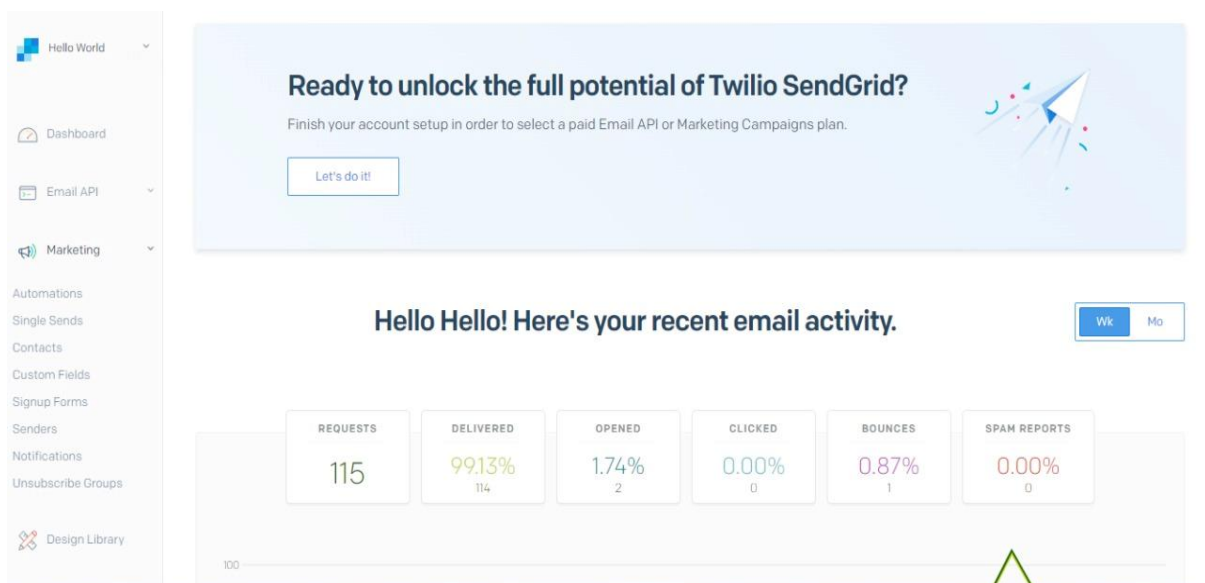 Hello World
Dashboard
Email API
Marketing
Automations
Single Sends
Contacts
Custom Fields
Signup Forms
Senders
Notifications
Unsubscribe Groups
Design Library
Ready to unlock the full potential of Twilio SendGrid?
Finish your account setup in order to select a paid Email API or Marketing Campaigns plan.
Let's do it!
Hello Hello! Here's your recent email activity.
Wk Mo
REQUESTS DELIVERED OPENED CLICKED BOUNCES SPAM REPORTS
115 99.13% 1.74% 0.00% 0.87% 0.00%
114 2 0 1 0
100